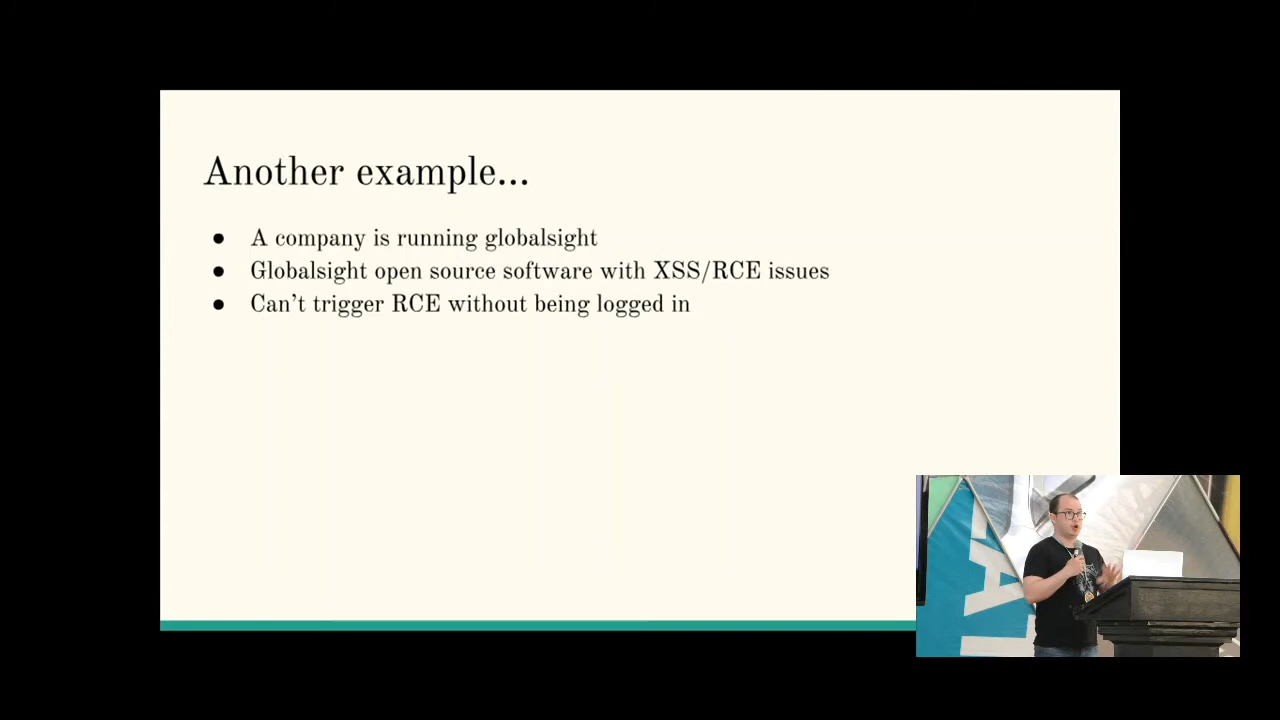 Another example...
● A company is running globalsight
● Globalsight open source software with XSS/RCE issues
● Can't trigger RCE without being logged in